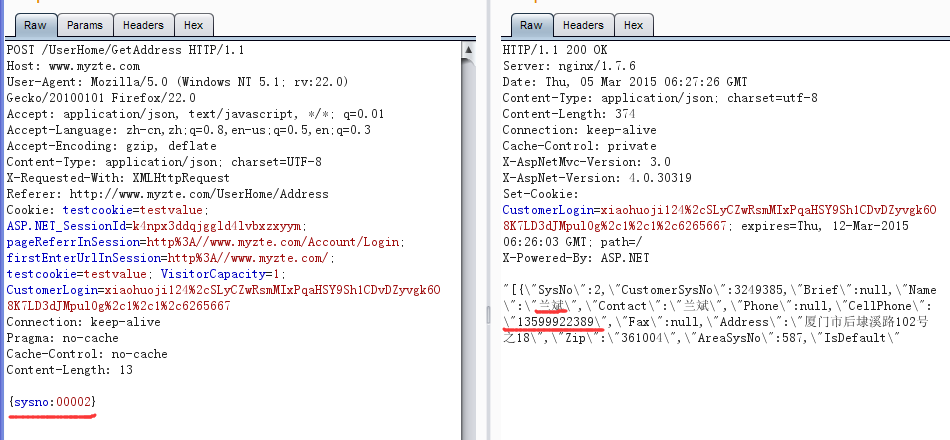 Raw Params Headers Hex
POST /UserHome/GetAddress HTTP/1.1
Host: www.myzte.com
User-Agent: Mozilla/5.0 (Windows NT 5.1; rv:22.0)
Gecko/20100101 Firefox/22.0
Accept: application/json, text/javascript, */*; q=0.01
Accept-Language: zh-cn,zh;q=0.8,en-us;q=0.5,en;q=0.3
Accept-Encoding: gzip, deflate
Content-Type: application/json; charset=UTF-8
X-Requested-With: XMLHttpRequest
Referer: http://www.myzte.com/UserHome/Address
Cookie: testcookie=testvalue;
ASP.NET_SessionId=k4npx3ddqjggld4lvbxzxyym;
pageReferrInSession=http%3A//www.myzte.com/Account/Login;
firstEnterUrlInSession=http%3A//www.myzte.com/;
testcookie=testvalue; VisitorCapacity=1;
CustomerLogin=xiaohuoji124%2cSLyCZwRsmMIxPqaHSY9Sh1CDvDZyvgk6O
8K7LD3dJMpul0g%2c1%2c1%2c6265667
Connection: keep-alive
Pragma: no-cache
Cache-Control: no-cache
Content-Length: 13
{sysno:00002}
Raw Headers Hex
HTTP/1.1 200 OK
Server: nginx/1.7.6
Date: Thu, 05 Mar 2015 06:27:26 GMT
Content-Type: application/json; charset=utf-8
Content-Length: 374
Connection: keep-alive
Cache-Control: private
X-AspNetMvc-Version: 3.0
X-AspNet-Version: 4.0.30319
Set-Cookie:
CustomerLogin=xiaohuoji124%2cSLyCZwRsmMIxPqaHSY9Sh1CDvDZyvgk6O
8K7LD3dJMpul0g%2c1%2c1%2c6265667; expires=Thu, 12-Mar-2015
06:26:03 GMT; path=/
X-Powered-By: ASP.NET
"[{\"SysNo\":2,\"CustomerSysNo\":3249385,\"Brief\":null,\"Name
\":\"兰斌\",\"Contact\":\"兰斌\",\"Phone\":null,\"CellPhone\":
\"13599922389\",\"Fax\":null,\"Address\":\"厦门市后埭溪路102号
之18\",\"Zip\":\"361004\",\"AreaSysNo\":587,\"IsDefault\"